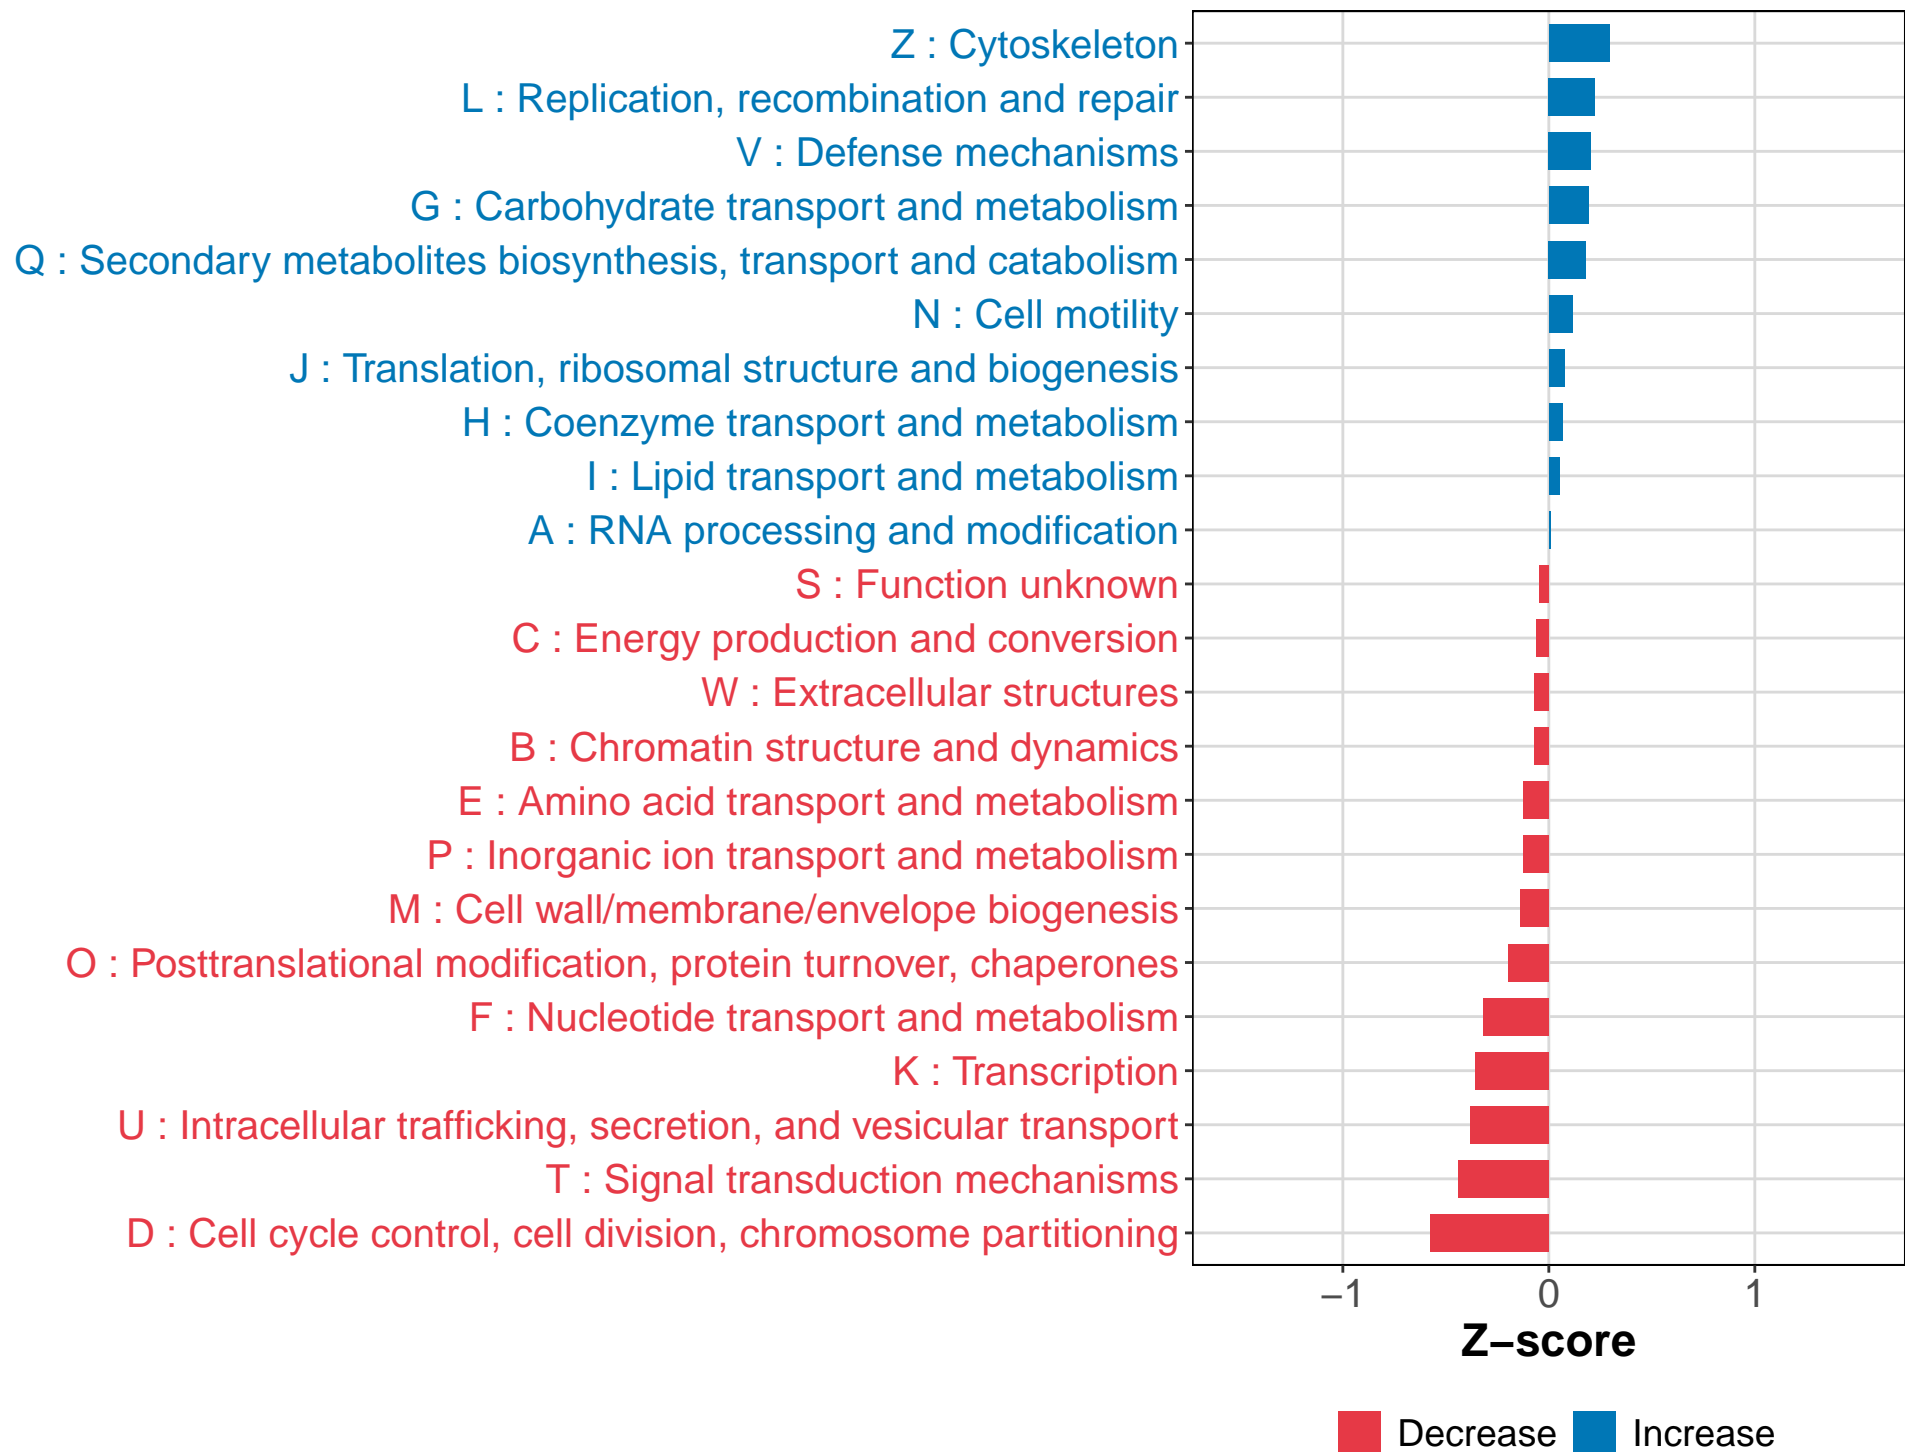 Z : Cytoskeleton
L : Replication, recombination and repair
V : Defense mechanisms
G : Carbohydrate transport and metabolism
Q : Secondary metabolites biosynthesis, transport and catabolism
N : Cell motility
J : Translation, ribosomal structure and biogenesis
H : Coenzyme transport and metabolism
I : Lipid transport and metabolism
A : RNA processing and modification
S : Function unknown
C : Energy production and conversion
W : Extracellular structures
B : Chromatin structure and dynamics
E : Amino acid transport and metabolism
P : Inorganic ion transport and metabolism
M : Cell wall/membrane/envelope biogenesis
O : Posttranslational modification, protein turnover, chaperones
F : Nucleotide transport and metabolism
K : Transcription
U : Intracellular trafficking, secretion, and vesicular transport
T : Signal transduction mechanisms
D : Cell cycle control, cell division, chromosome partitioning
−1 0 1
Z−score
Decrease Increase